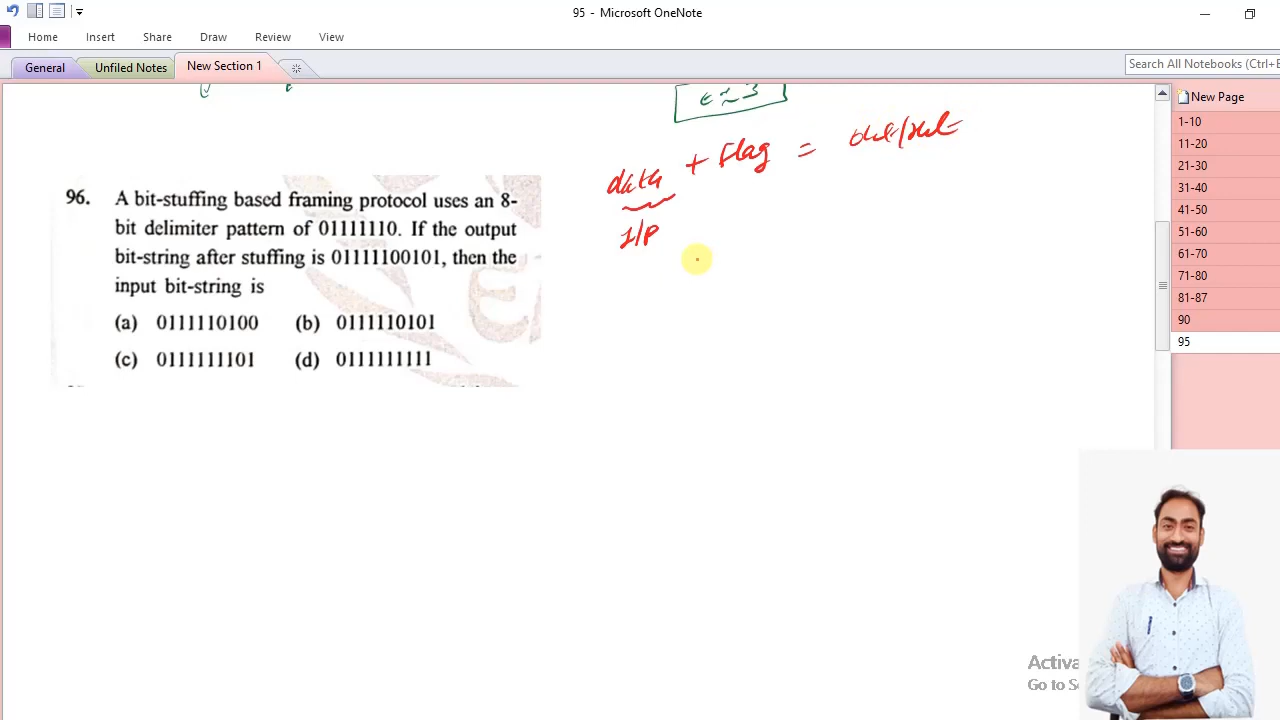 95 - Microsoft OneNote
Home Insert Share Draw Review View
General Unfiled Notes New Section 1
Search All Notebooks (Ctrl+E
New Page
1-10
11-20
21-30
31-40
41-50
51-60
61-70
71-80
81-87
90
95
ε ≈ 3
data + Flag =
I/P
96. A bit-stuffing based framing protocol uses an 8-
bit delimiter pattern of 01111110. If the output
bit-string after stuffing is 01111100101, then the
input bit-string is
(a) 0111110100 (b) 0111110101
(c) 0111111101 (d) 0111111111
Activa
Go to Se